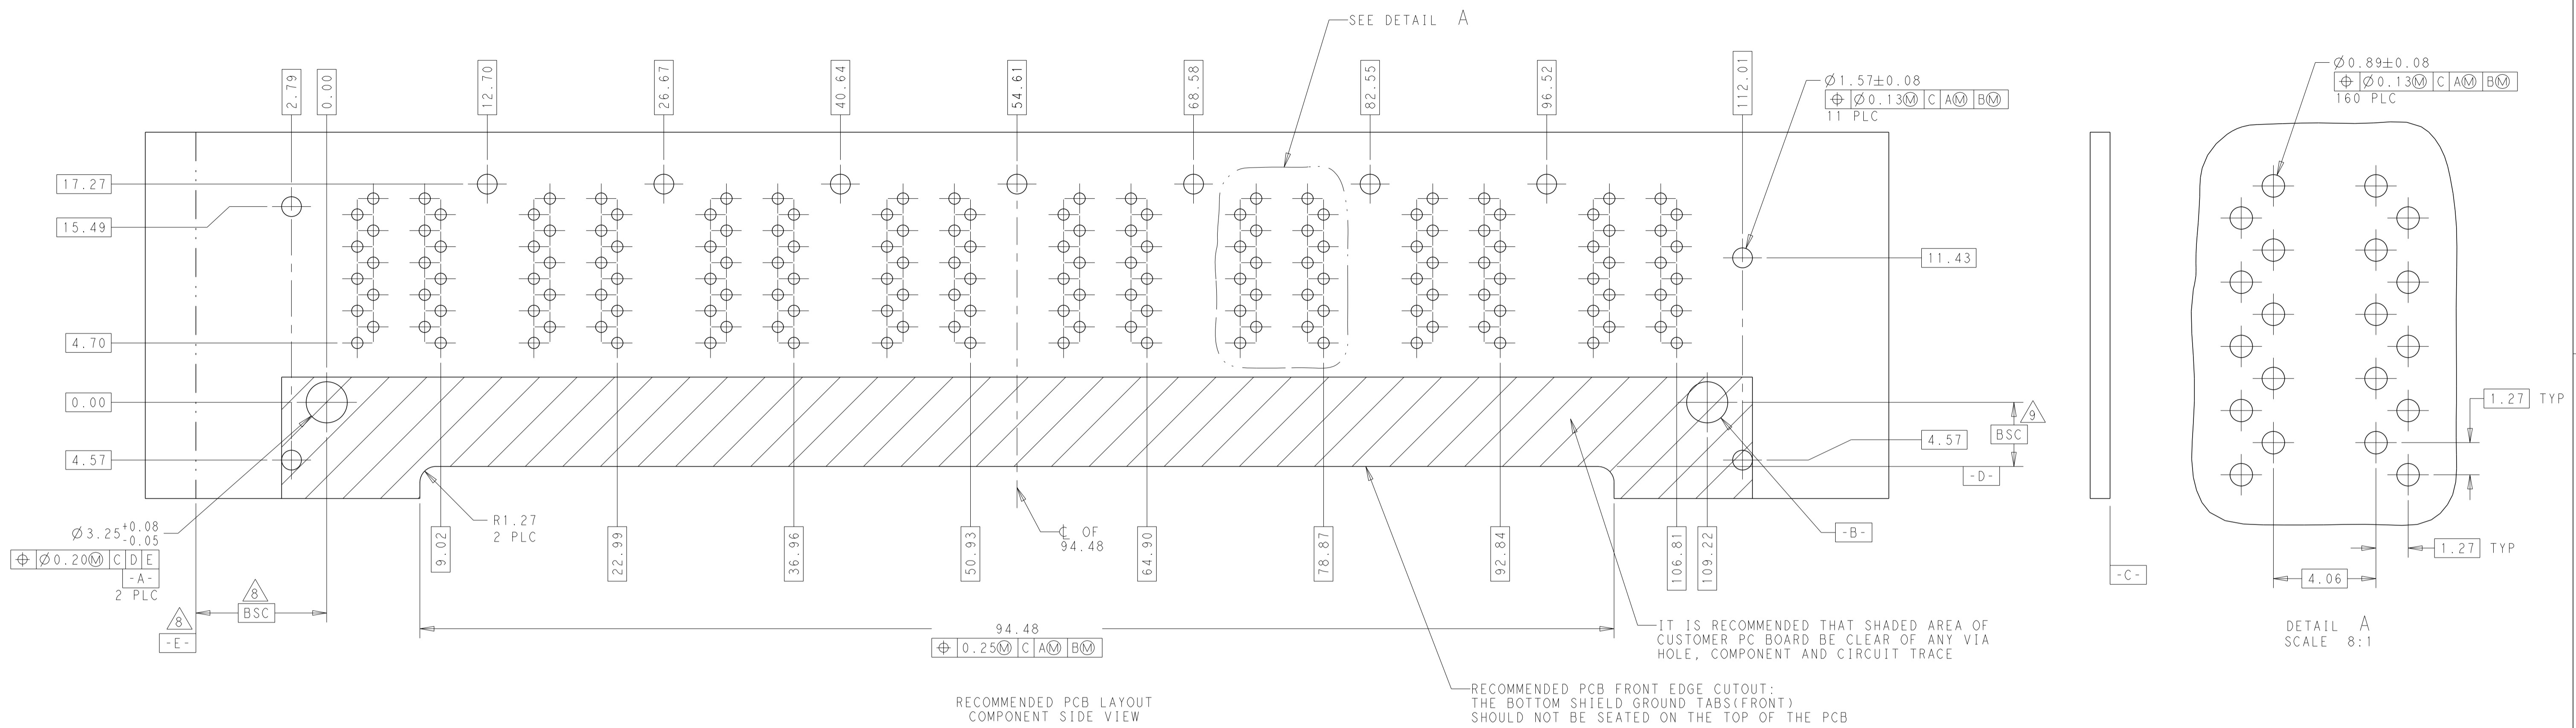 SEE DETAIL A
2.79
0.00
12.70
26.67
40.64
54.61
68.58
82.55
96.52
112.01
Ø1.57±0.08
⌖ Ø0.13Ⓜ C AⓂ BⓂ
11 PLC
Ø0.89±0.08
⌖ Ø0.13Ⓜ C AⓂ BⓂ
160 PLC
17.27
15.49
4.70
0.00
4.57
11.43
4.57
9
BSC
-D-
-B-
Ø3.25 +0.08 -0.05
⌖ Ø0.20Ⓜ C D E
-A-
2 PLC
8
BSC
8
-E-
R1.27
2 PLC
9.02
22.99
36.96
50.93
℄ OF
94.48
64.90
78.87
92.84
106.81
109.22
94.48
⌖ 0.25Ⓜ C AⓂ BⓂ
IT IS RECOMMENDED THAT SHADED AREA OF
CUSTOMER PC BOARD BE CLEAR OF ANY VIA
HOLE, COMPONENT AND CIRCUIT TRACE
RECOMMENDED PCB FRONT EDGE CUTOUT:
THE BOTTOM SHIELD GROUND TABS(FRONT)
SHOULD NOT BE SEATED ON THE TOP OF THE PCB
RECOMMENDED PCB LAYOUT
COMPONENT SIDE VIEW
-C-
1.27 TYP
1.27 TYP
4.06
DETAIL A
SCALE 8:1